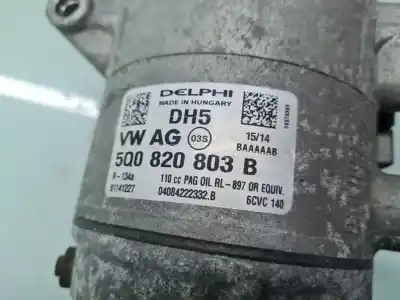 DELPHI
MADE IN HUNGARY
DH5
VW AG 03S 15/14
BAAAAAB
5Q0 820 803 B
R-134a 110 cc PAG OIL RL-897 OR EQUIV.
B1141227 04084222332.B 6CVC 140